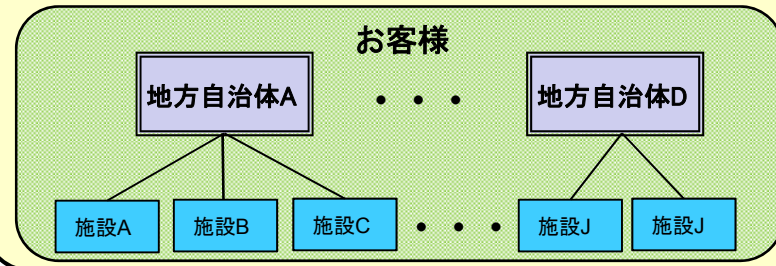 お客様
地方自治体A ・・・ 地方自治体D
施設A 施設B 施設C ・・・ 施設J 施設J